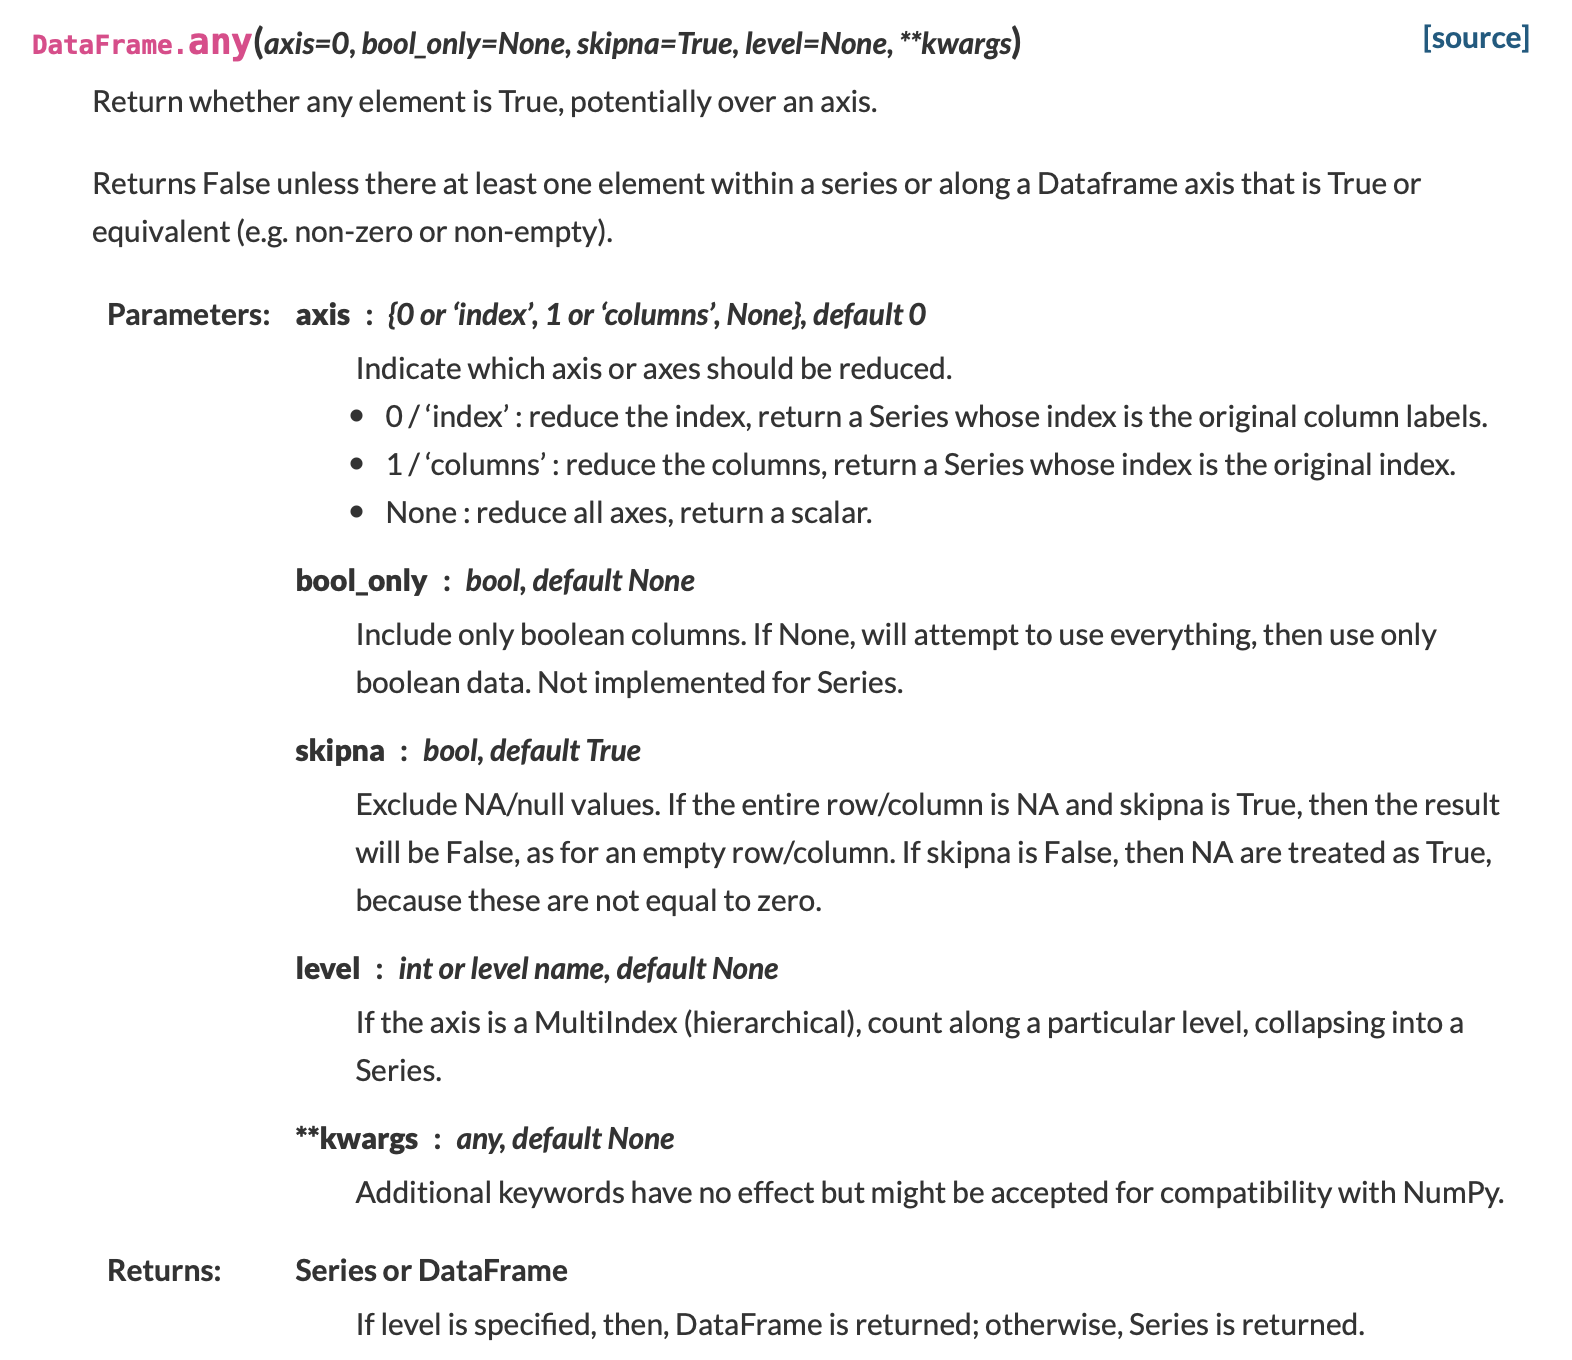 DataFrame.any(axis=0, bool_only=None, skipna=True, level=None, **kwargs) [source]
Return whether any element is True, potentially over an axis.
Returns False unless there at least one element within a series or along a Dataframe axis that is True or
equivalent (e.g. non-zero or non-empty).
Parameters: axis : {0 or ‘index’, 1 or ‘columns’, None}, default 0
Indicate which axis or axes should be reduced.
• 0 / ‘index’ : reduce the index, return a Series whose index is the original column labels.
• 1 / ‘columns’ : reduce the columns, return a Series whose index is the original index.
• None : reduce all axes, return a scalar.
bool_only : bool, default None
Include only boolean columns. If None, will attempt to use everything, then use only
boolean data. Not implemented for Series.
skipna : bool, default True
Exclude NA/null values. If the entire row/column is NA and skipna is True, then the result
will be False, as for an empty row/column. If skipna is False, then NA are treated as True,
because these are not equal to zero.
level : int or level name, default None
If the axis is a MultiIndex (hierarchical), count along a particular level, collapsing into a
Series.
**kwargs : any, default None
Additional keywords have no effect but might be accepted for compatibility with NumPy.
Returns: Series or DataFrame
If level is specified, then, DataFrame is returned; otherwise, Series is returned.